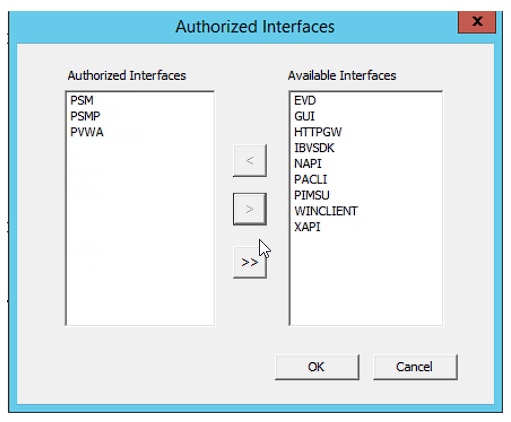 Authorized Interfaces
x
Authorized Interfaces
PSM
PSMP
PVWA
<
>
>>
Available Interfaces
EVD
GUI
HTTPGW
IBVSDK
NAPI
PACLI
PIMSU
WINCLIENT
XAPI
OK
Cancel